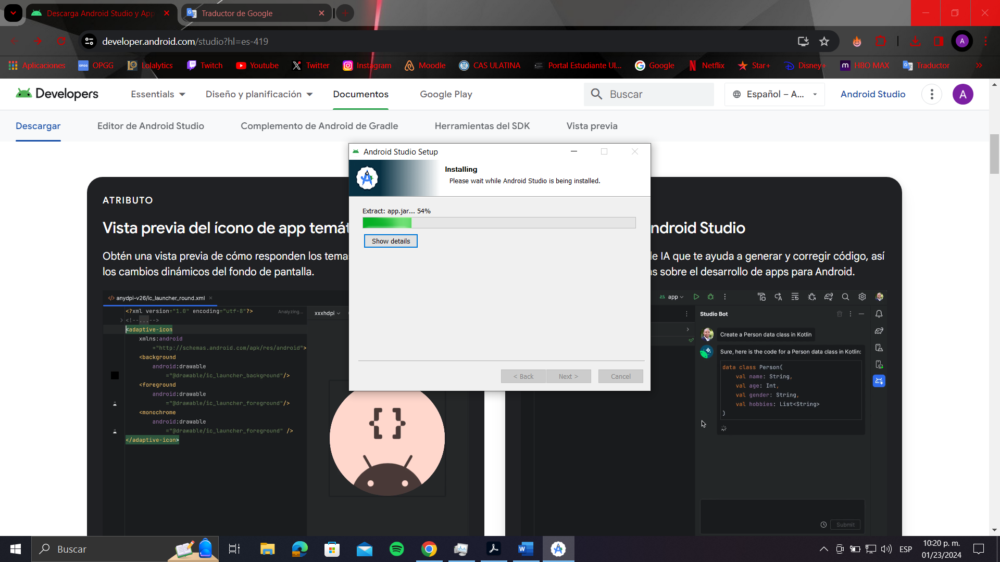 Descarga Android Studio y App
Traductor de Google
developer.android.com/studio?hl=es-419
A
Aplicaciones
OPGG
OPGG
Lolalytics
Twitch
Youtube
Twitter
Instagram
Moodle
CAS ULATINA
Portal Estudiante Ul...
Google
Netflix
Star+
Disney+
m
HBO MAX
Traductor
Developers
Essentials
Diseño y planificación
Documentos
Google Play
Buscar
Español – A...
Android Studio
A
Descargar
Editor de Android Studio
Complemento de Android de Gradle
Herramientas del SDK
Vista previa
Android Studio Setup
Installing
Please wait while Android Studio is being installed.
Extract: app.jar... 54%
Show details
< Back
Next >
Cancel
ATRIBUTO
Vista previa del ícono de app temát
Obtén una vista previa de cómo responden los tema
los cambios dinámicos del fondo de pantalla.
</> anydpi-v26/ic_launcher_round.xml
<?xml version="1.0" encoding="utf-8"?>
Analyzing...
<!--...-->
<adaptive-icon
xmlns:android
="http://schemas.android.com/apk/res/android">
<background
android:drawable
="@drawable/ic_launcher_background"/>
<foreground
android:drawable
="@drawable/ic_launcher_foreground"/>
<monochrome
android:drawable
="@drawable/ic_launcher_foreground" />
</adaptive-icon>
xxxhdpi
{ }
ndroid Studio
de IA que te ayuda a generar y corregir código, así
as sobre el desarrollo de apps para Android.
app
Studio Bot
Create a Person data class in Kotlin
Sure, here is the code for a Person data class in Kotlin:
data class Person(
val name: String,
val age: Int,
val gender: String,
val hobbies: List<String>
)
Submit
Buscar
W
ESP
10:20 p. m.
01/23/2024